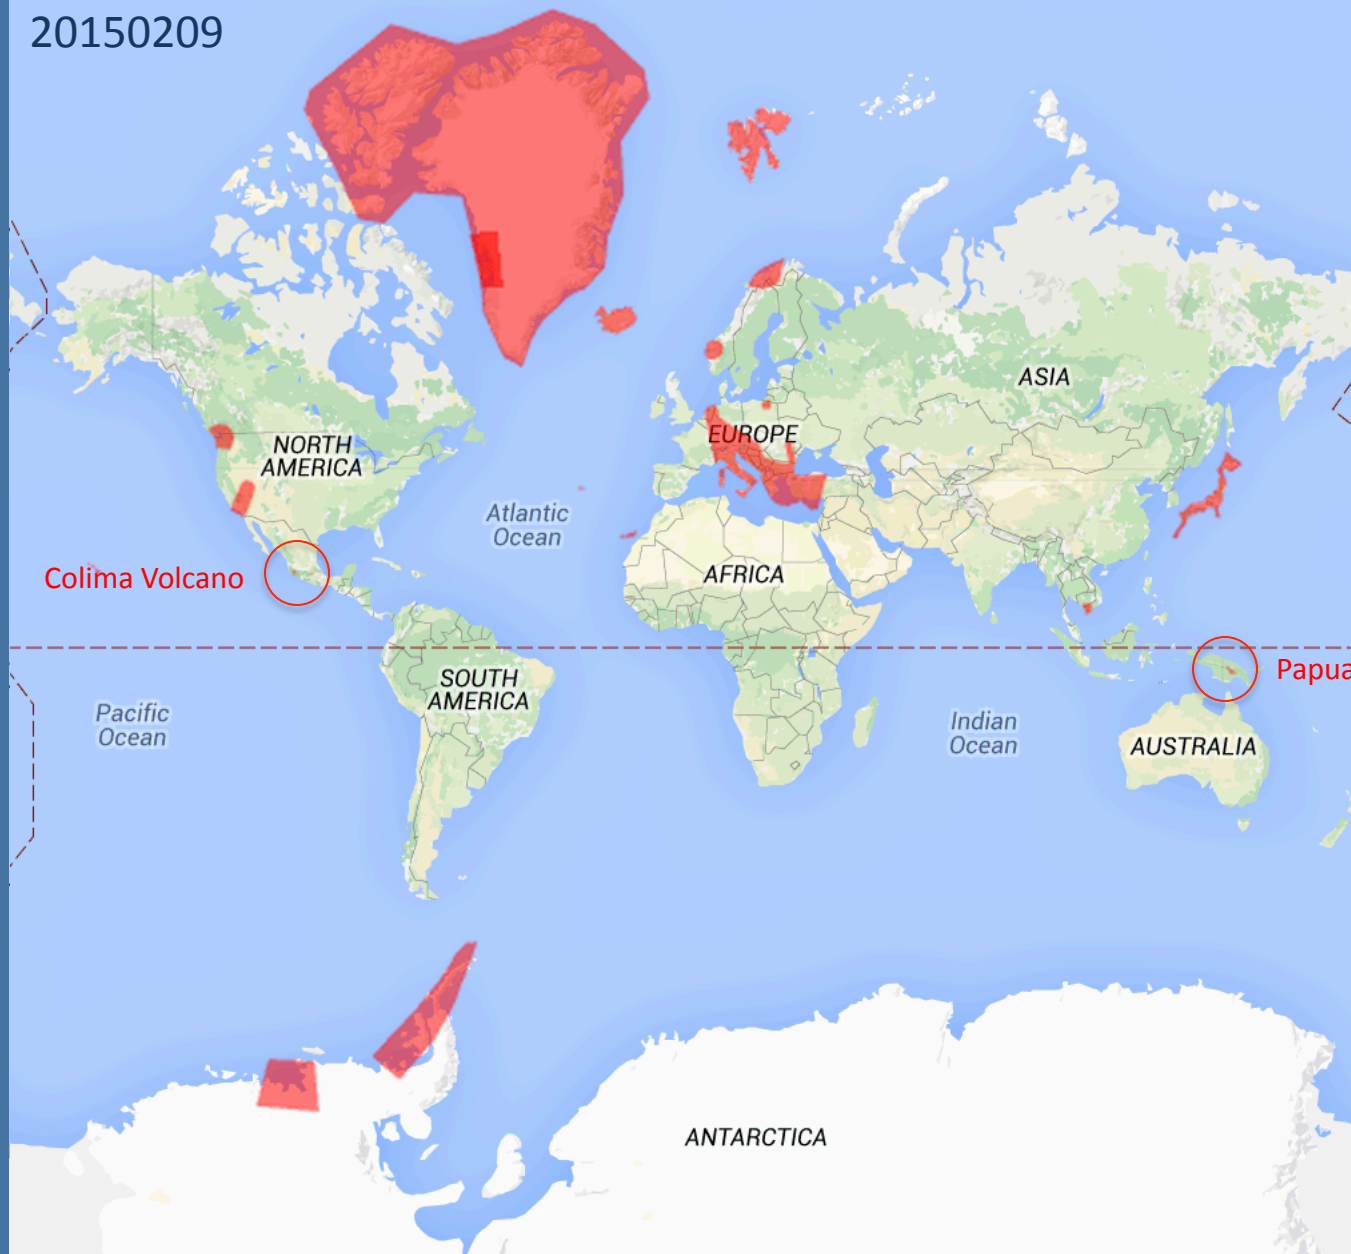 20150209
ASIA
EUROPE
NORTH
AMERICA
Atlantic
Ocean
AFRICA
Colima Volcano
Papua
SOUTH
AMERICA
Pacific
Ocean
Indian
Ocean
AUSTRALIA
ANTARCTICA